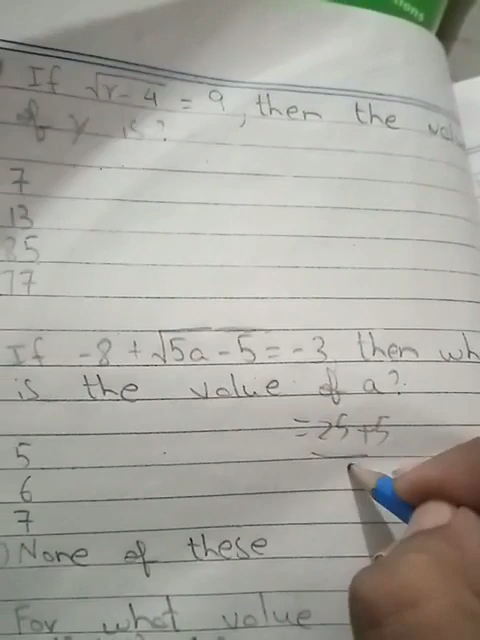 If √r-4 = 9, then the
of r is?
7
13
85
77
If -8 + √5a-5 = -3 then wh
is the value of a?
= 25+5
5
6
7
None of these
For what value